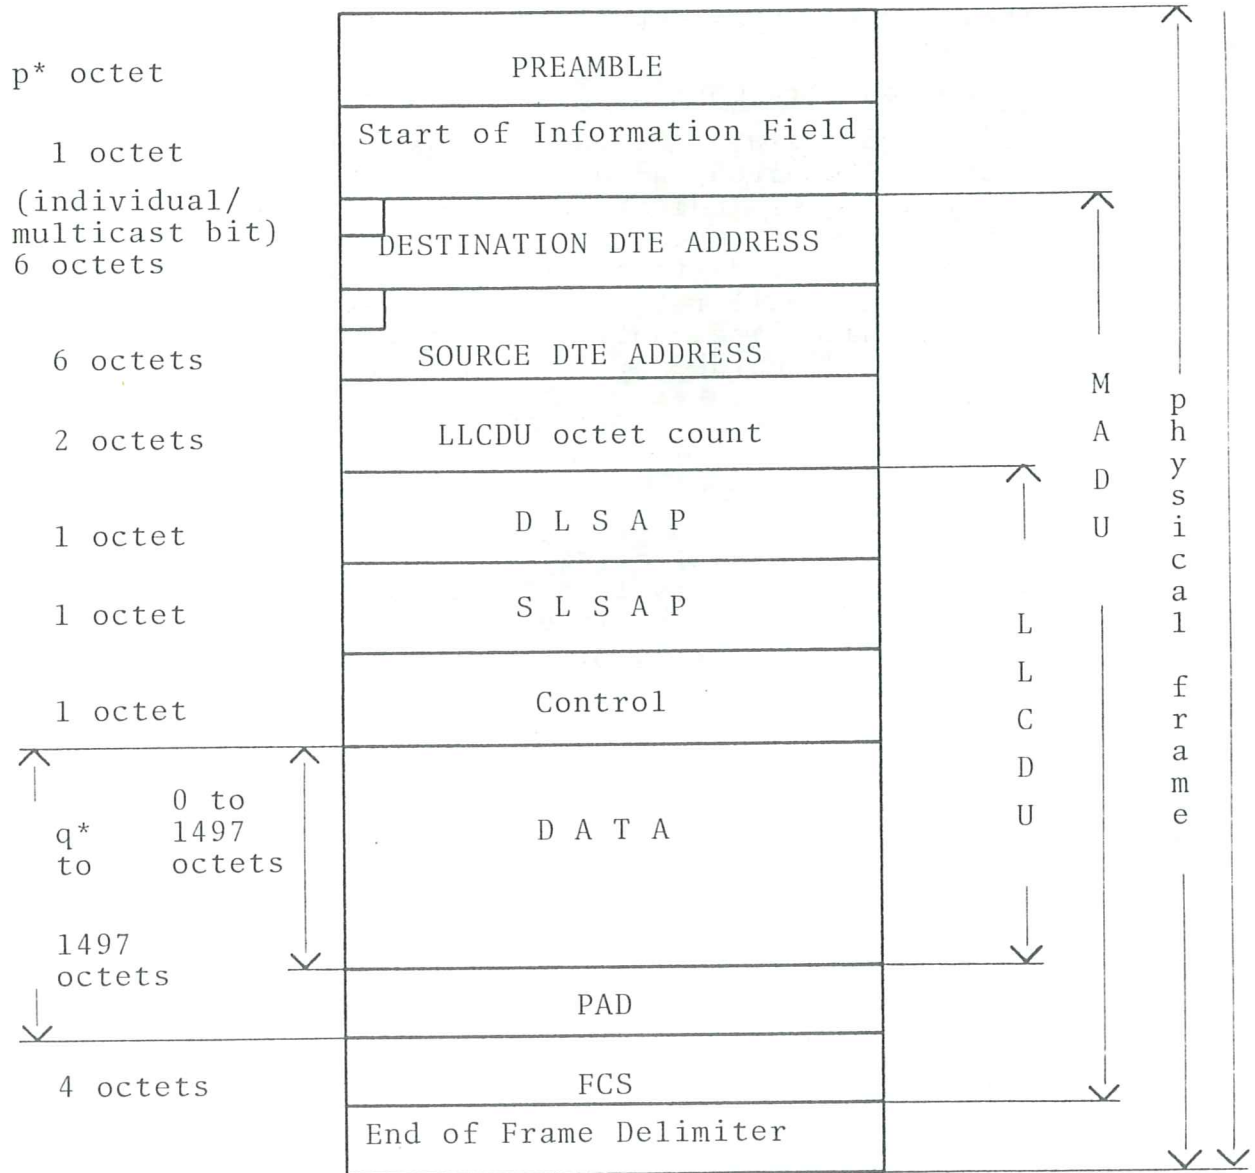 p* octet
PREAMBLE
1 octet
Start of Information Field
(individual/
multicast bit)
6 octets
DESTINATION DTE ADDRESS
6 octets
SOURCE DTE ADDRESS
2 octets
LLCDU octet count
1 octet
D L S A P
1 octet
S L S A P
1 octet
Control
q*
to
1497
octets
0 to
1497
octets
D A T A
PAD
4 octets
FCS
End of Frame Delimiter
L L C D U
M A D U
physical frame